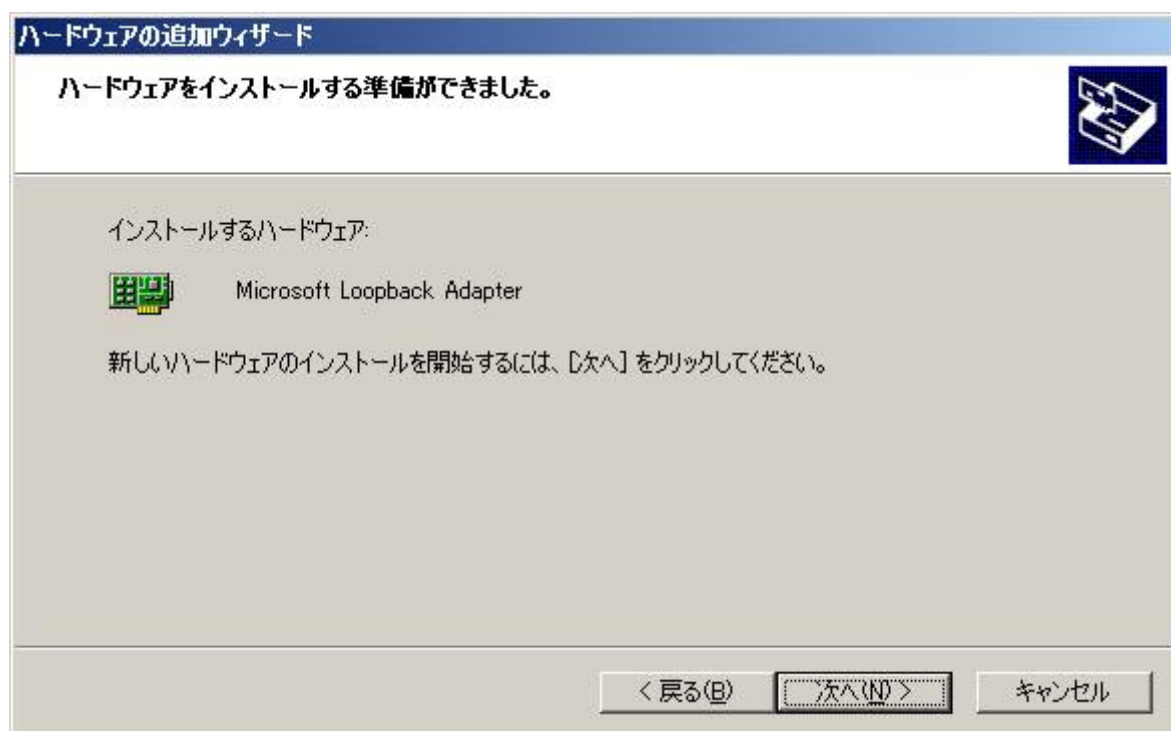 ハードウェアの追加ウィザード
ハードウェアをインストールする準備ができました。
インストールするハードウェア:
Microsoft Loopback Adapter
新しいハードウェアのインストールを開始するには、[次へ] をクリックしてください。
< 戻る(B)
次へ(N) >
キャンセル